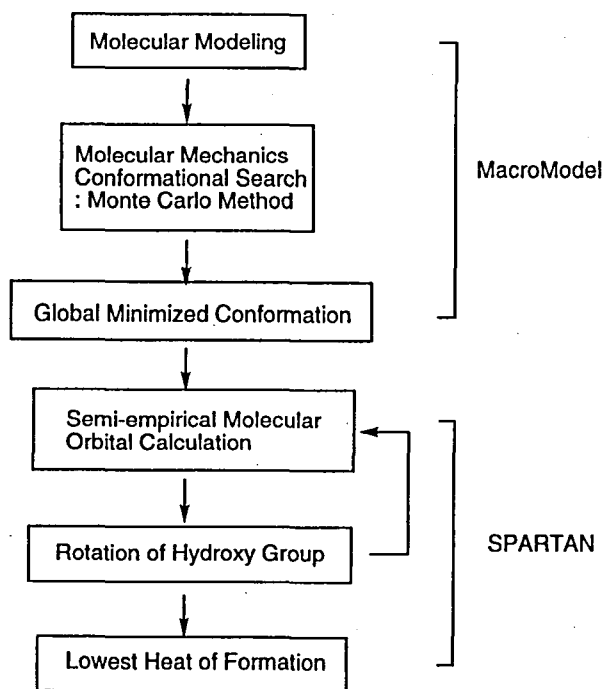 Molecular Modeling
Molecular Mechanics
Conformational Search
: Monte Carlo Method
MacroModel
Global Minimized Conformation
Semi-empirical Molecular
Orbital Calculation
Rotation of Hydroxy Group
SPARTAN
Lowest Heat of Formation